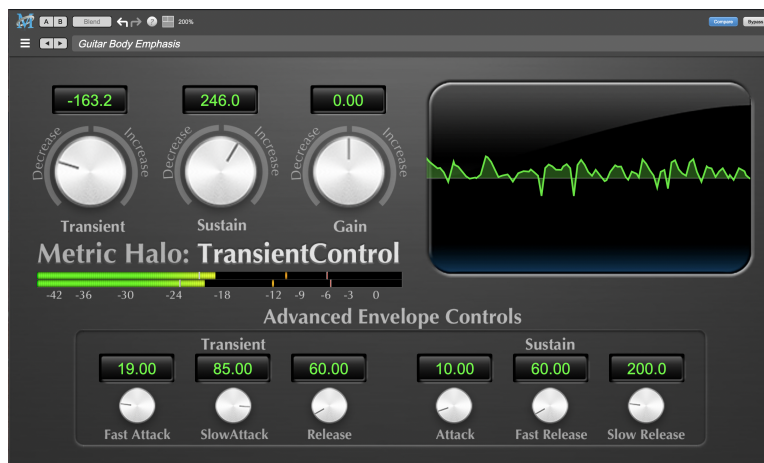 A B Blend 200% Compare Bypass
Guitar Body Emphasis
-163.2 246.0 0.00
Decrease Increase Decrease Increase Decrease Increase
Transient Sustain Gain
Metric Halo: TransientControl
-42 -36 -30 -24 -18 -12 -9 -6 -3 0
Advanced Envelope Controls
Transient Sustain
19.00 85.00 60.00 10.00 60.00 200.0
Fast Attack SlowAttack Release Attack Fast Release Slow Release